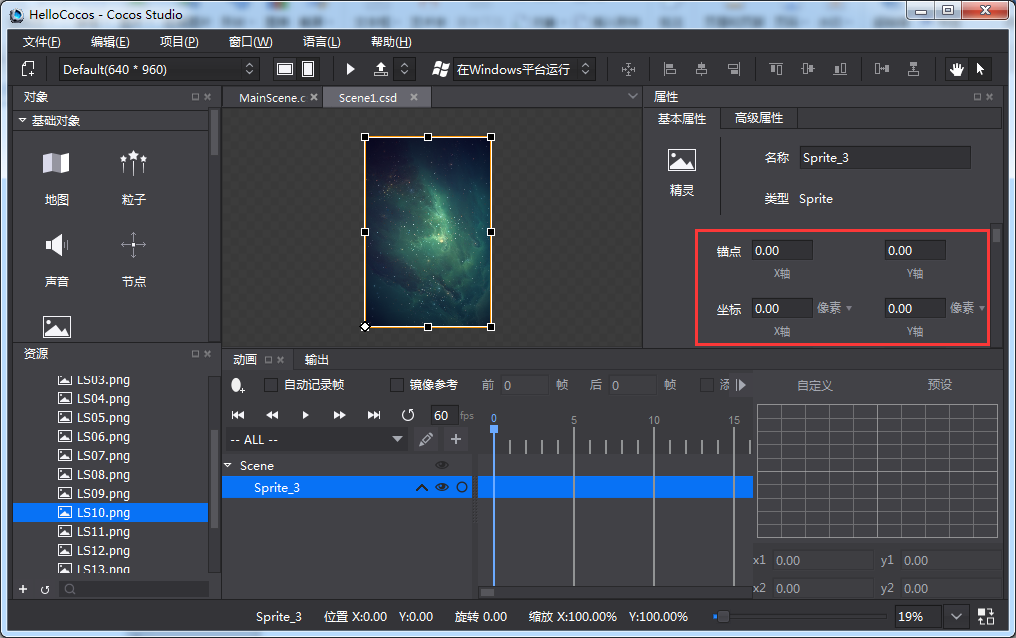 HelloCocos - Cocos Studio
文件(F) 编辑(E) 项目(P) 窗口(W) 语言(L) 帮助(H)
Default(640 * 960) 在Windows平台运行
对象
基础对象
地图 粒子
声音 节点
资源
LS03.png
LS04.png
LS05.png
LS06.png
LS07.png
LS08.png
LS09.png
LS10.png
LS11.png
LS12.png
LS13.png
MainScene.c Scene1.csd
属性
基本属性 高级属性
精灵
名称 Sprite_3
类型 Sprite
锚点 0.00 0.00
X轴 Y轴
坐标 0.00 像素 0.00 像素
X轴 Y轴
动画 输出
自动记录帧 镜像参考 前 0 帧 后 0 帧 添
60 fps
0 5 10 15
-- ALL --
Scene
Sprite_3
自定义 预设
x1 0.00 y1 0.00
x2 0.00 y2 0.00
Sprite_3 位置 X:0.00 Y:0.00 旋转 0.00 缩放 X:100.00% Y:100.00% 19%